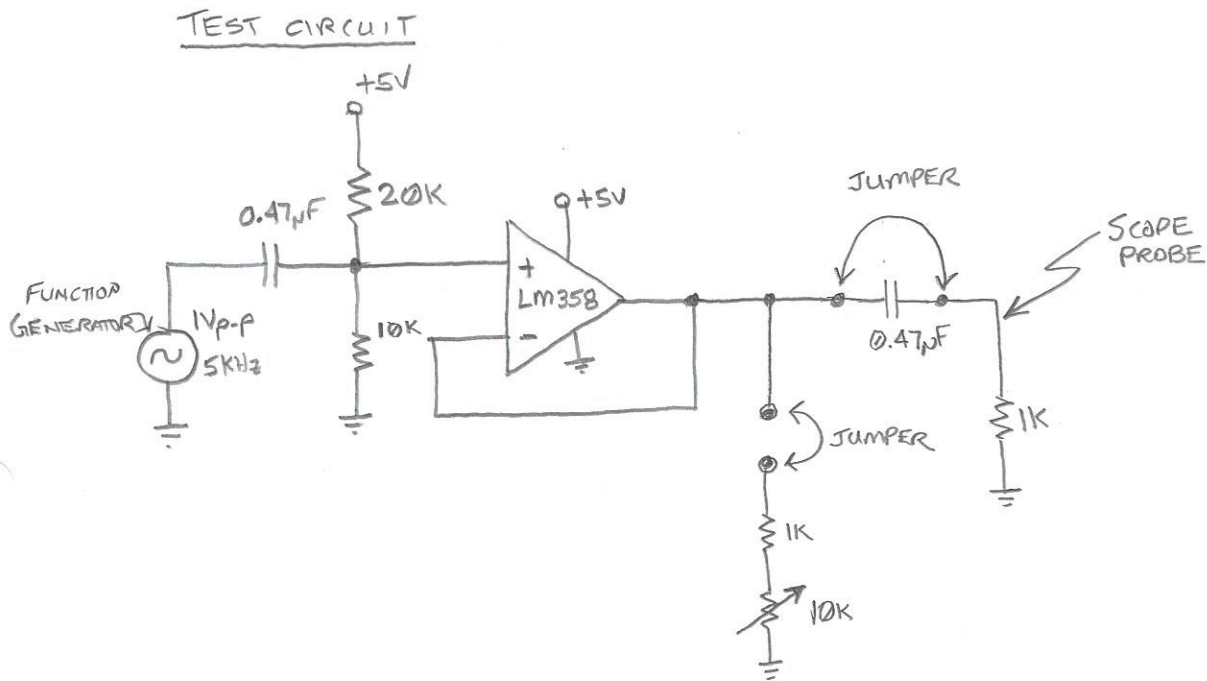 TEST CIRCUIT
+5V
20K
0.47µF
+5V
JUMPER
SCOPE
PROBE
FUNCTION
GENERATOR
1Vp-p
5KHz
10K
+
LM358
-
0.47µF
JUMPER
1K
1K
10K